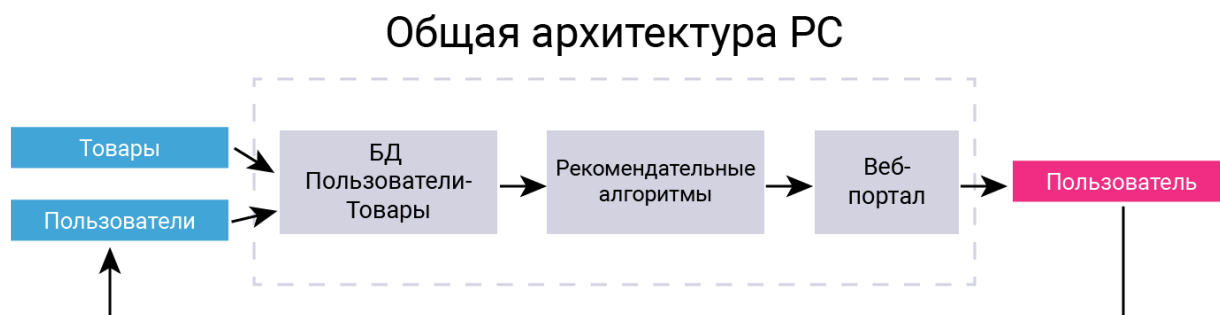 Общая архитектура РС
Товары
Пользователи
БД
Пользователи-
Товары
Рекомендательные
алгоритмы
Веб-
портал
Пользователь